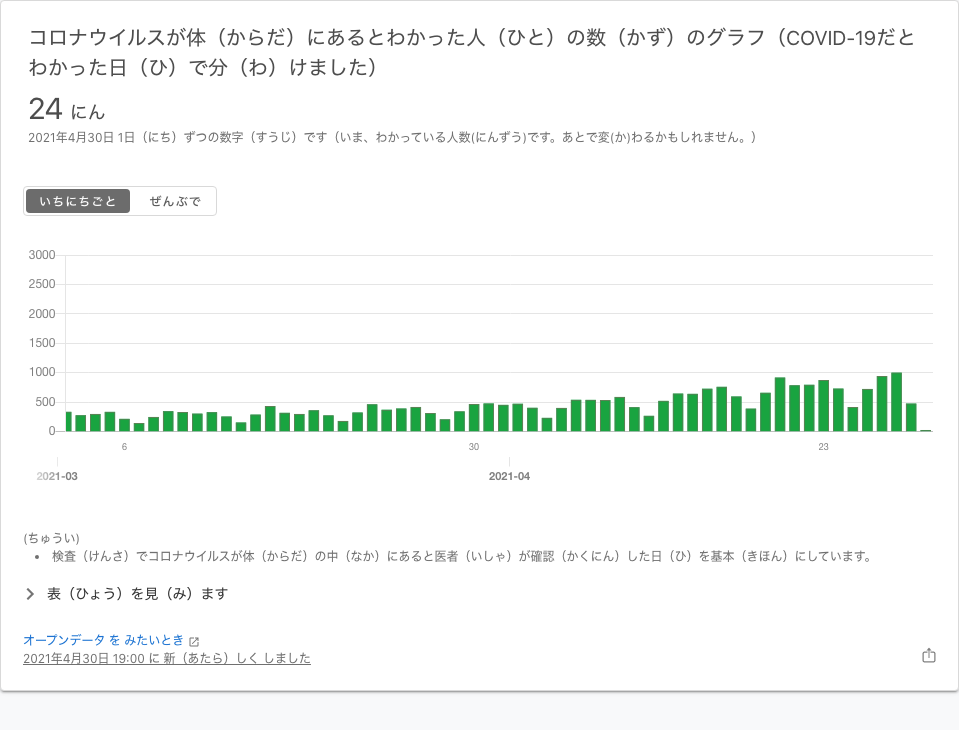 コロナウイルスが体（からだ）にあるとわかった人（ひと）の数（かず）のグラフ（COVID-19だと
わかった日（ひ）で分（わ）けました）
24 にん
2021年4月30日 1日（にち）ずつの数字（すうじ）です（いま、わかっている人数(にんずう)です。あとで変(か)わるかもしれません。）
いちにちごと ぜんぶで
3000
2500
2000
1500
1000
500
0
6 30 23
2021-03 2021-04
(ちゅうい)
• 検査（けんさ）でコロナウイルスが体（からだ）の中（なか）にあると医者（いしゃ）が確認（かくにん）した日（ひ）を基本（きほん）にしています。
表（ひょう）を見（み）ます
オープンデータ を みたいとき
2021年4月30日 19:00 に 新（あたら）しく しました